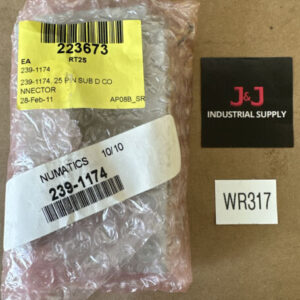 223673
EA RT25
239-1174
239-1174, 25 PIN SUB D CO
NNECTOR
28-Feb-11 AP08B_SR
NUMATICS 10/10
239-1174
J&J
INDUSTRIAL SUPPLY
WR317